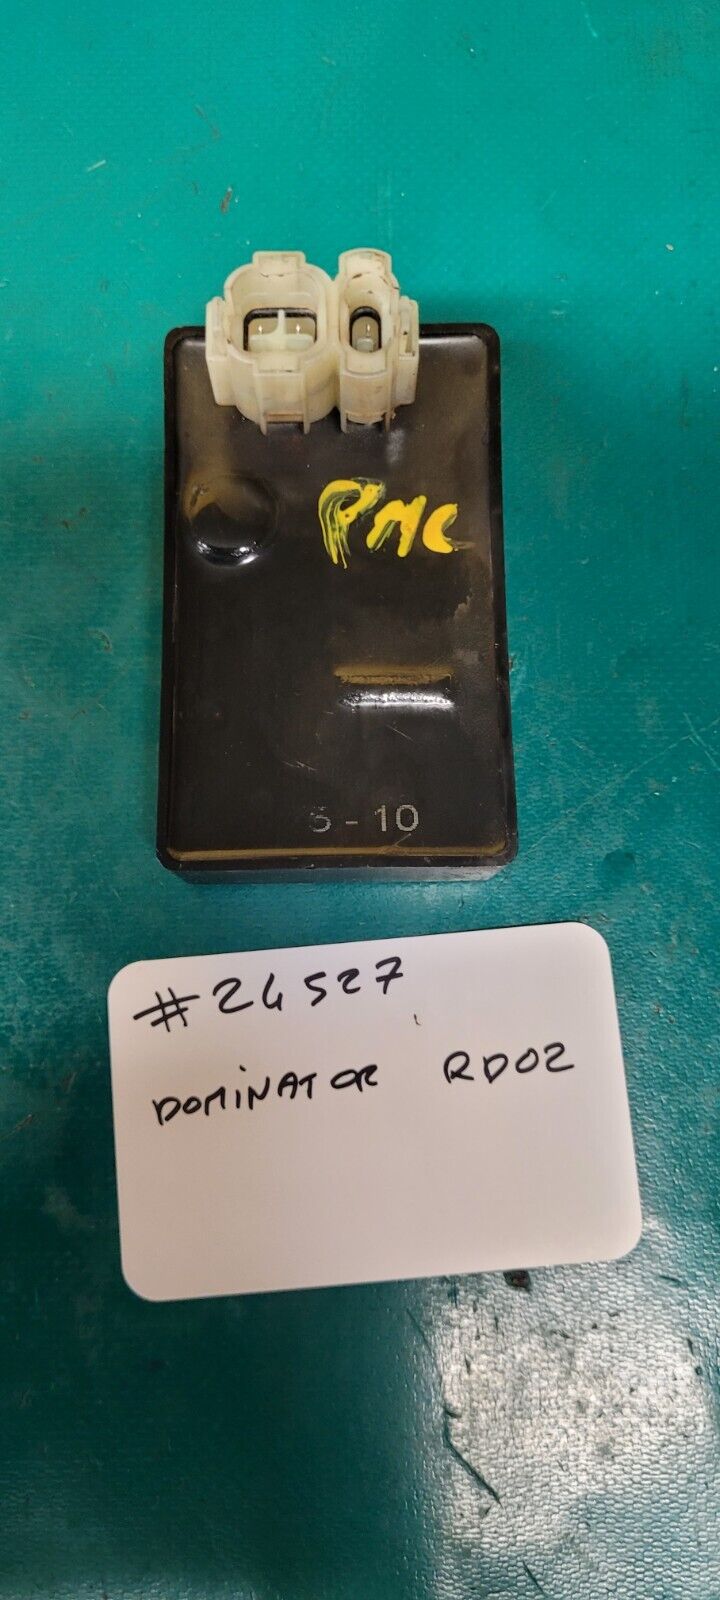 PMC
5 - 10
#24527
DOMINATOR RD02